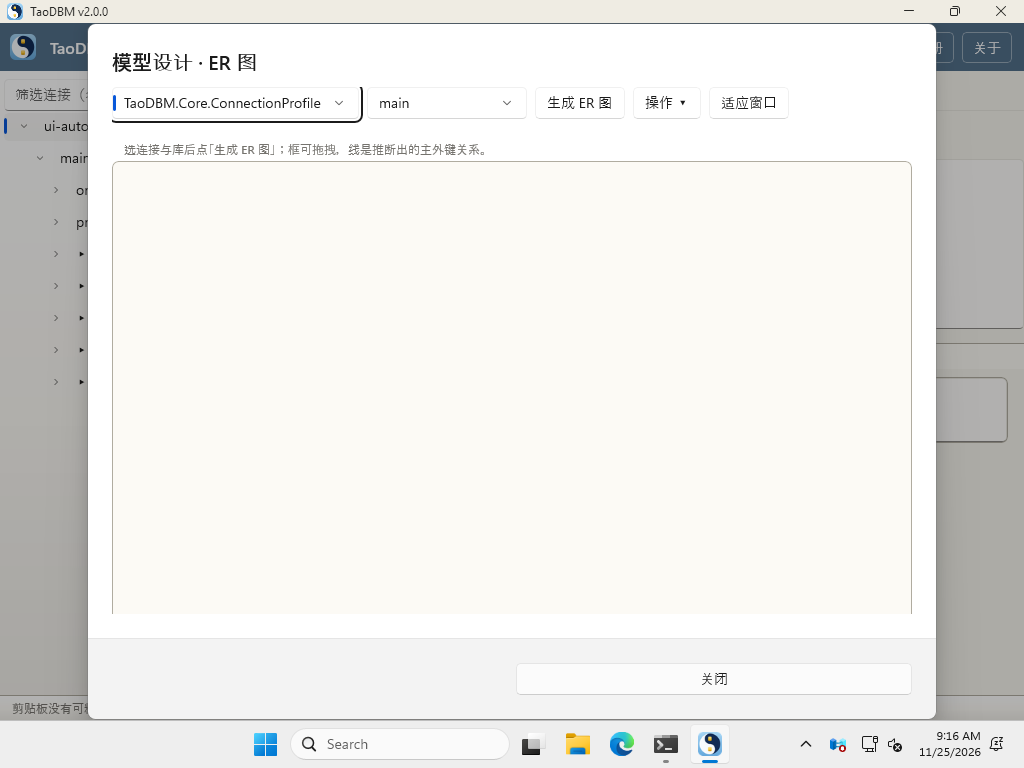 TaoDBM v2.0.0
TaoD
册
关于
筛选连接
模型设计 · ER 图
TaoDBM.Core.ConnectionProfile
main
生成 ER 图
操作 ▾
适应窗口
选连接与库后点「生成 ER 图」；框可拖拽，线是推断出的主外键关系。
ui-auto
main
or
pr
关闭
剪贴板没有可
Search
9:16 AM
11/25/2026